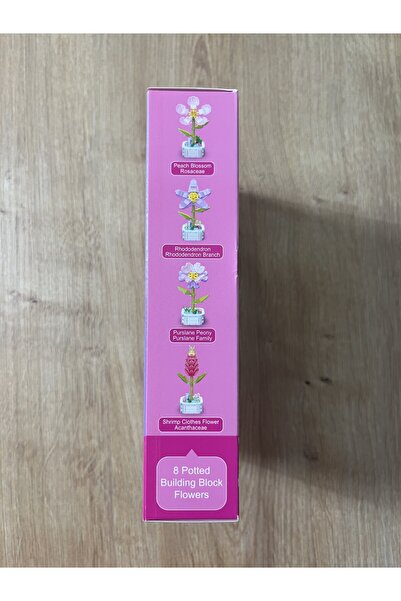 Peach Blossom
Rosaceae
Rhododendron
Rhododendron Branch
Purslane Peony
Purslane Family
Shrimp Clothes Flower
Acanthaceae
8 Potted
Building Block
Flowers